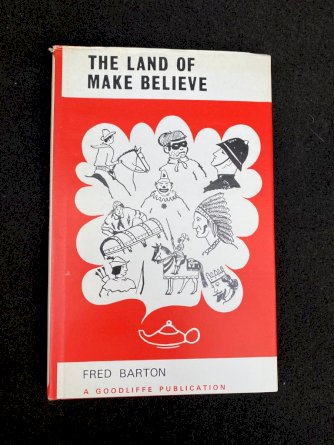 THE LAND OF
MAKE BELIEVE
FRED BARTON
A GOODLIFFE PUBLICATION